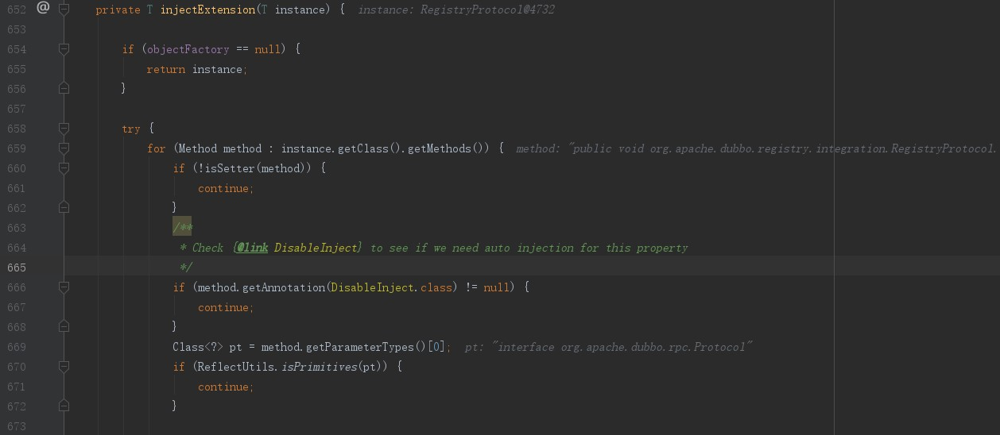 652 @ private T injectExtension(T instance) { instance: RegistryProtocol@4732
653
654 if (objectFactory == null) {
655 return instance;
656 }
657
658 try {
659 for (Method method : instance.getClass().getMethods()) { method: "public void org.apache.dubbo.registry.integration.RegistryProtocol.
660 if (!isSetter(method)) {
661 continue;
662 }
663 /**
664 * Check {@link DisableInject} to see if we need auto injection for this property
665 */
666 if (method.getAnnotation(DisableInject.class) != null) {
667 continue;
668 }
669 Class<?> pt = method.getParameterTypes()[0]; pt: "interface org.apache.dubbo.rpc.Protocol"
670 if (ReflectUtils.isPrimitives(pt)) {
671 continue;
672 }
673